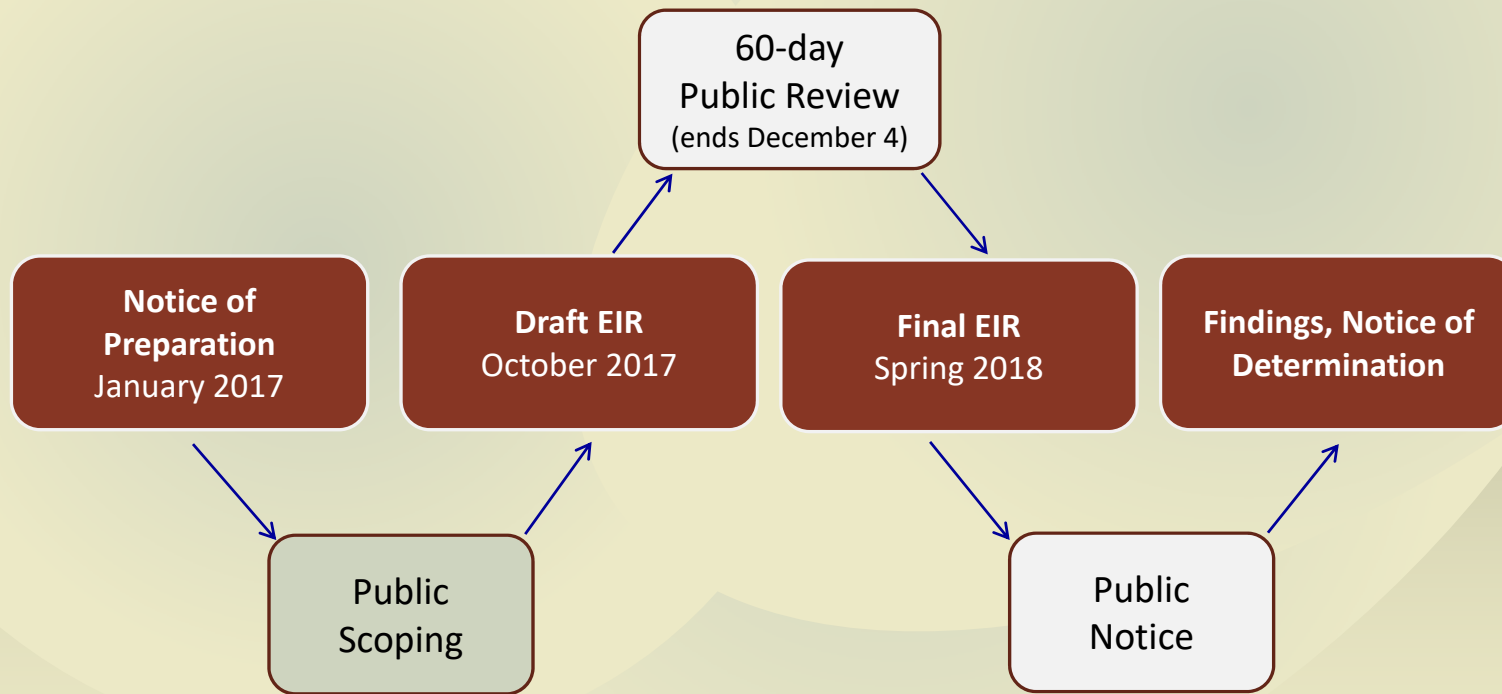 60-day
Public Review
(ends December 4)
Notice of
Preparation
January 2017
Draft EIR
October 2017
Final EIR
Spring 2018
Findings, Notice of
Determination
Public
Scoping
Public
Notice